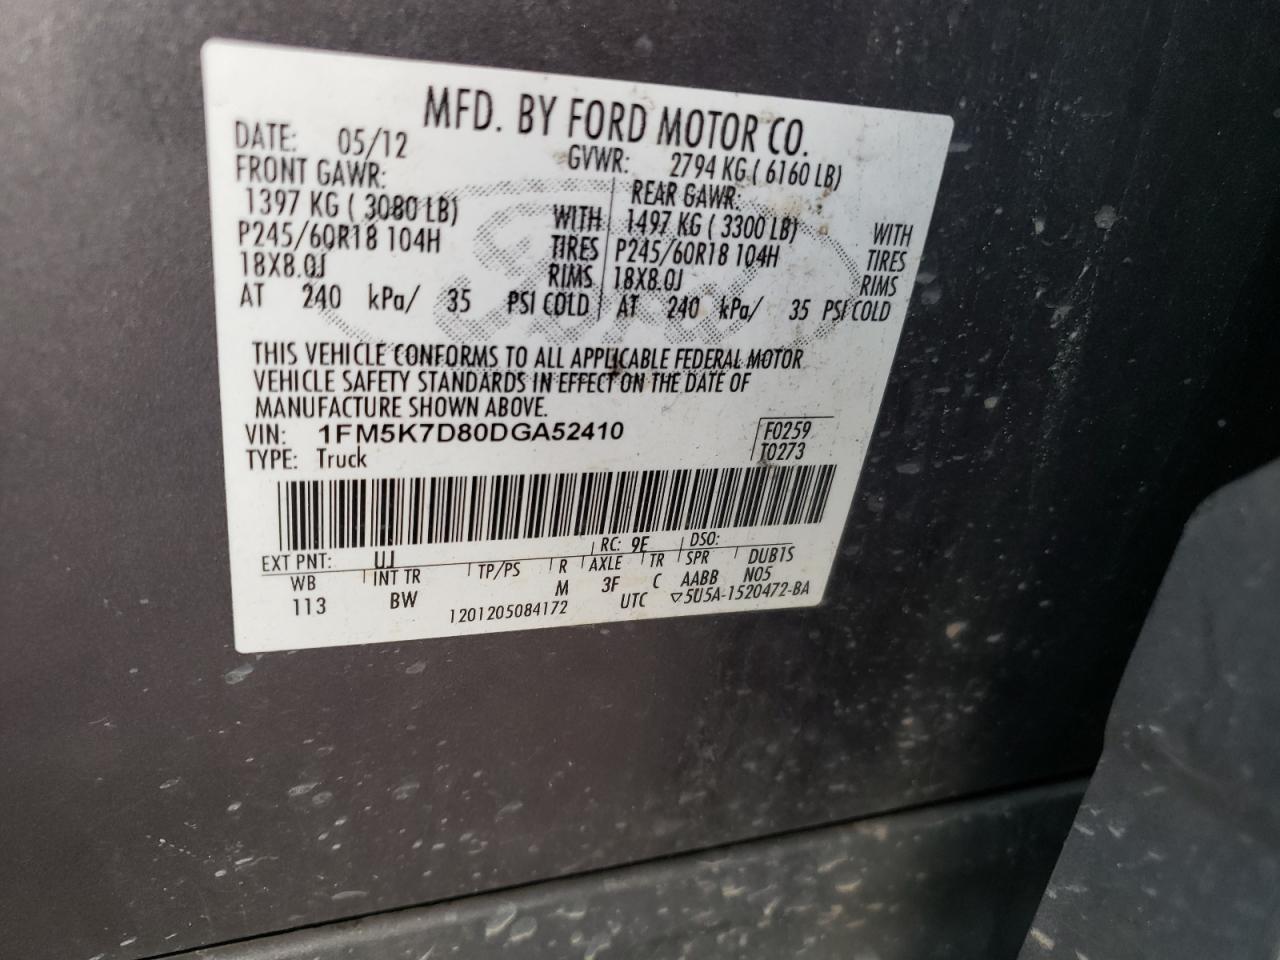 MFD. BY FORD MOTOR CO.
DATE: 05/12 GVWR: 2794 KG ( 6160 LB)
FRONT GAWR: REAR GAWR:
1397 KG ( 3080 LB) WITH 1497 KG ( 3300 LB) WITH
P245/60R18 104H TIRES P245/60R18 104H TIRES
18X8.0J RIMS 18X8.0J RIMS
AT 240 kPa/ 35 PSI COLD AT 240 kPa/ 35 PSI COLD
Ford
THIS VEHICLE CONFORMS TO ALL APPLICABLE FEDERAL MOTOR
VEHICLE SAFETY STANDARDS IN EFFECT ON THE DATE OF
MANUFACTURE SHOWN ABOVE.
VIN: 1FM5K7D80DGA52410 F0259
TYPE: Truck T0273
EXT PNT: UJ RC: 9E DSO:
WB INT TR TP/PS R AXLE TR SPR DUB1S
113 BW M 3F C AABB N05
1201205084172 UTC ▽5U5A-1520472-BA